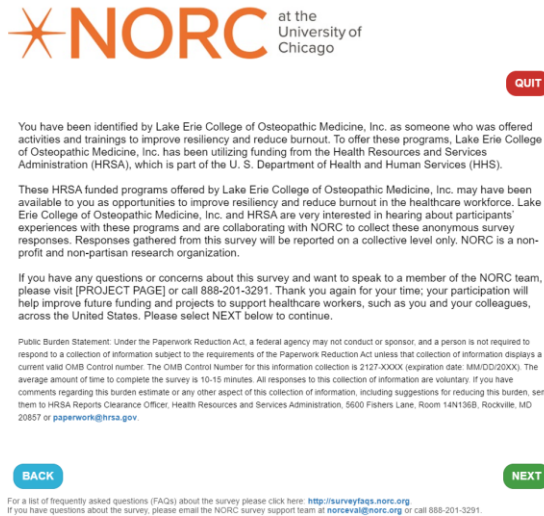 NORC
at the
University of
Chicago
QUIT
You have been identified by Lake Erie College of Osteopathic Medicine, Inc. as someone who was offered
activities and trainings to improve resiliency and reduce burnout. To offer these programs, Lake Erie College
of Osteopathic Medicine, Inc. has been utilizing funding from the Health Resources and Services
Administration (HRSA), which is part of the U. S. Department of Health and Human Services (HHS).
These HRSA funded programs offered by Lake Erie College of Osteopathic Medicine, Inc. may have been
available to you as opportunities to improve resiliency and reduce burnout in the healthcare workforce. Lake
Erie College of Osteopathic Medicine, Inc. and HRSA are very interested in hearing about participants'
experiences with these programs and are collaborating with NORC to collect these anonymous survey
responses. Responses gathered from this survey will be reported on a collective level only. NORC is a non-
profit and non-partisan research organization.
If you have any questions or concerns about this survey and want to speak to a member of the NORC team,
please visit [PROJECT PAGE] or call 888-201-3291. Thank you again for your time; your participation will
help improve future funding and projects to support healthcare workers, such as you and your colleagues,
across the United States. Please select NEXT below to continue.
Public Burden Statement: Under the Paperwork Reduction Act, a federal agency may not conduct or sponsor, and a person is not required to
respond to a collection of information subject to the requirements of the Paperwork Reduction Act unless that collection of information displays a
current valid OMB Control number. The OMB Control Number for this information collection is 2127-XXXX (expiration date: MM/DD/20XX). The
average amount of time to complete the survey is 10-15 minutes. All responses to this collection of information are voluntary. If you have
comments regarding this burden estimate or any other aspect of this collection of information, including suggestions for reducing this burden, sen
them to HRSA Reports Clearance Officer, Health Resources and Services Administration, 5600 Fishers Lane, Room 14N136B, Rockville, MD
20857 or paperwork@hrsa.gov.
BACK
NEXT
For a list of frequently asked questions (FAQs) about the survey please click here: http://surveyfaqs.norc.org.
If you have questions about the survey, please email the NORC survey support team at norceval@norc.org or call 888-201-3291.